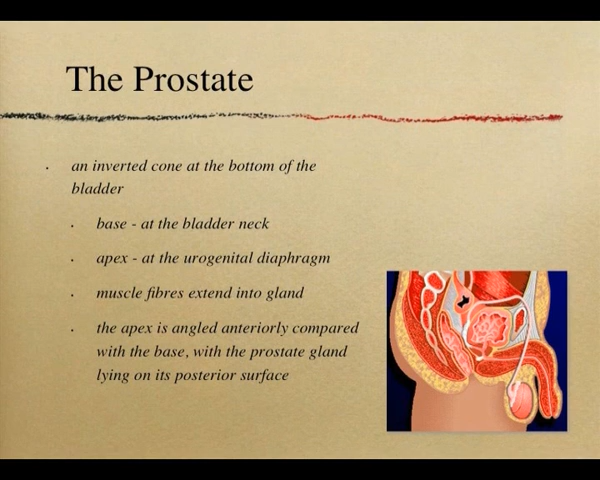 The Prostate
an inverted cone at the bottom of the
bladder
base - at the bladder neck
apex - at the urogenital diaphragm
muscle fibres extend into gland
the apex is angled anteriorly compared
with the base, with the prostate gland
lying on its posterior surface